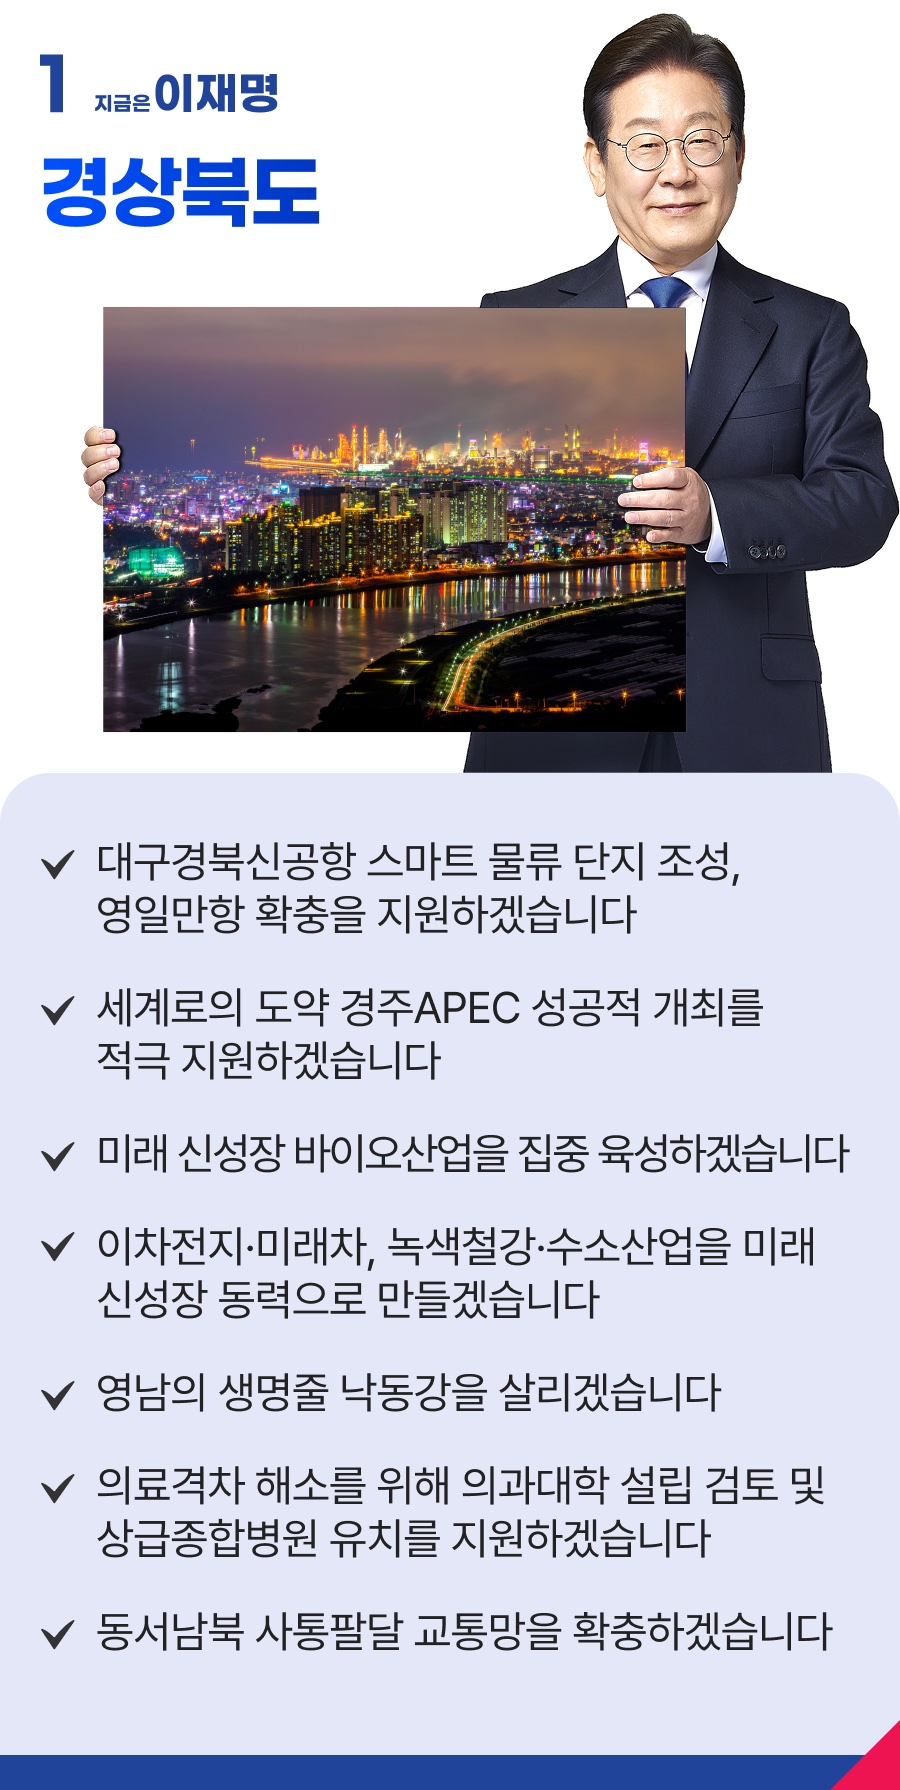 1 지금은 이재명
경상북도
대구경북신공항 스마트 물류 단지 조성,
영일만항 확충을 지원하겠습니다
세계로의 도약 경주APEC 성공적 개최를
적극 지원하겠습니다
미래 신성장 바이오산업을 집중 육성하겠습니다
이차전지·미래차, 녹색철강·수소산업을 미래
신성장 동력으로 만들겠습니다
영남의 생명줄 낙동강을 살리겠습니다
의료격차 해소를 위해 의과대학 설립 검토 및
상급종합병원 유치를 지원하겠습니다
동서남북 사통팔달 교통망을 확충하겠습니다